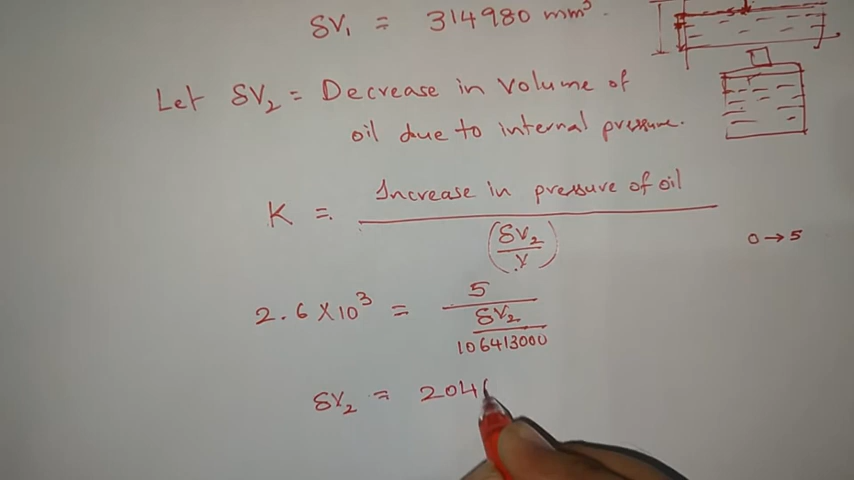 δV₁ = 314980 mm³.
Let δV₂ = Decrease in volume of
oil due to internal pressure.
K = Increase in pressure of oil / (δV₂ / V)
0 → 5
2.6 × 10³ = 5 / (δV₂ / 106413000)
δV₂ = 204